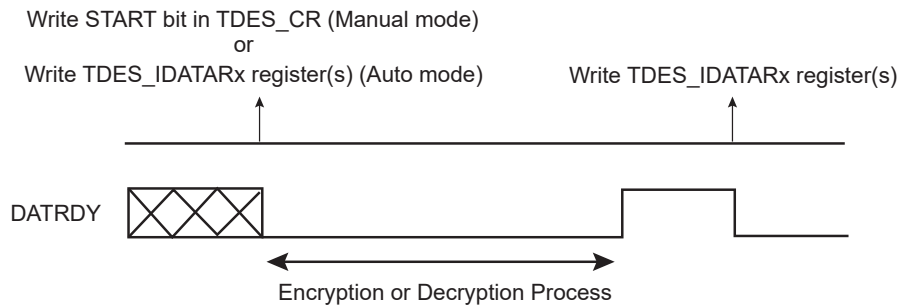 Write START bit in TDES_CR (Manual mode)
or
Write TDES_IDATARx register(s) (Auto mode)
Write TDES_IDATARx register(s)
DATRDY
Encryption or Decryption Process